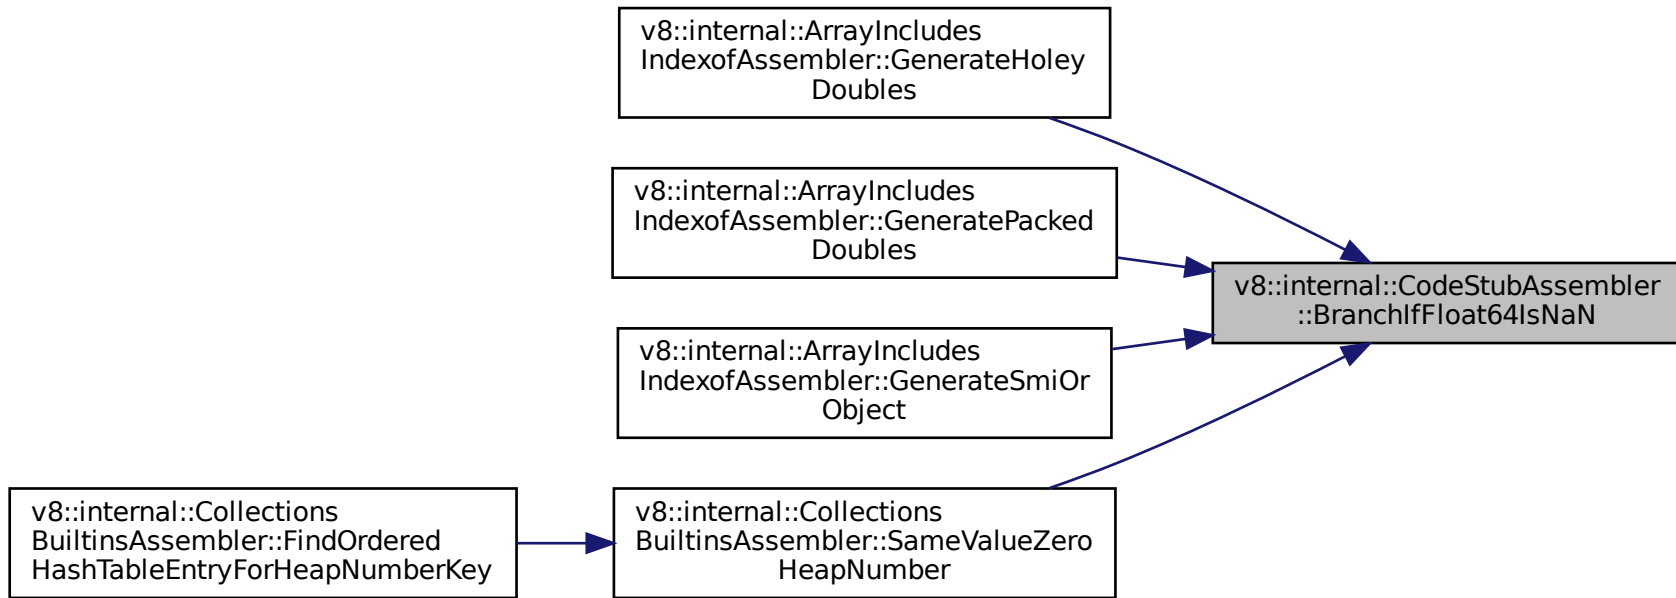 v8::internal::ArrayIncludes
IndexofAssembler::GenerateHoley
Doubles
v8::internal::ArrayIncludes
IndexofAssembler::GeneratePacked
Doubles
v8::internal::CodeStubAssembler
::BranchIfFloat64IsNaN
v8::internal::ArrayIncludes
IndexofAssembler::GenerateSmiOr
Object
v8::internal::Collections
BuiltinsAssembler::FindOrdered
HashTableEntryForHeapNumberKey
v8::internal::Collections
BuiltinsAssembler::SameValueZero
HeapNumber